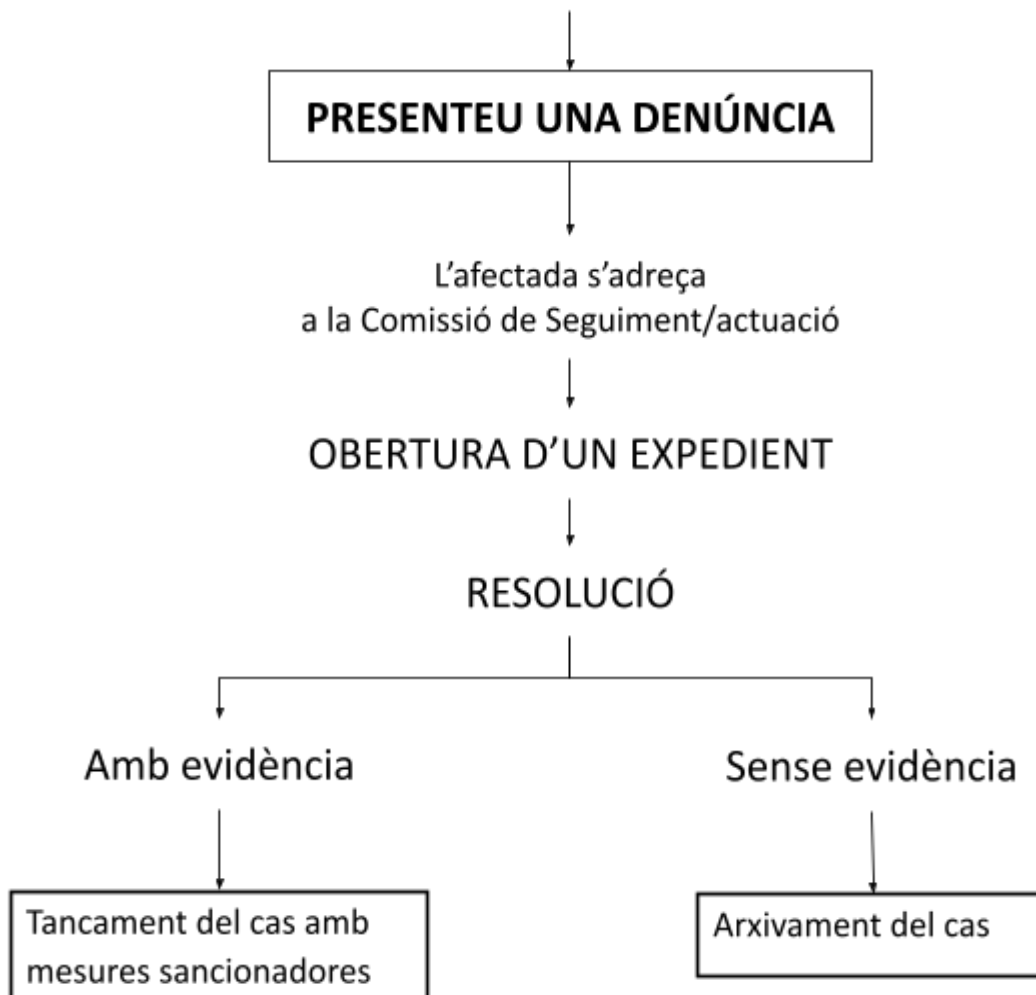 PRESENTEU UNA DENÚNCIA
L’afectada s’adreça
a la Comissió de Seguiment/actuació
OBERTURA D’UN EXPEDIENT
RESOLUCIÓ
Amb evidència
Sense evidència
Tancament del cas amb
mesures sancionadores
Arxivament del cas